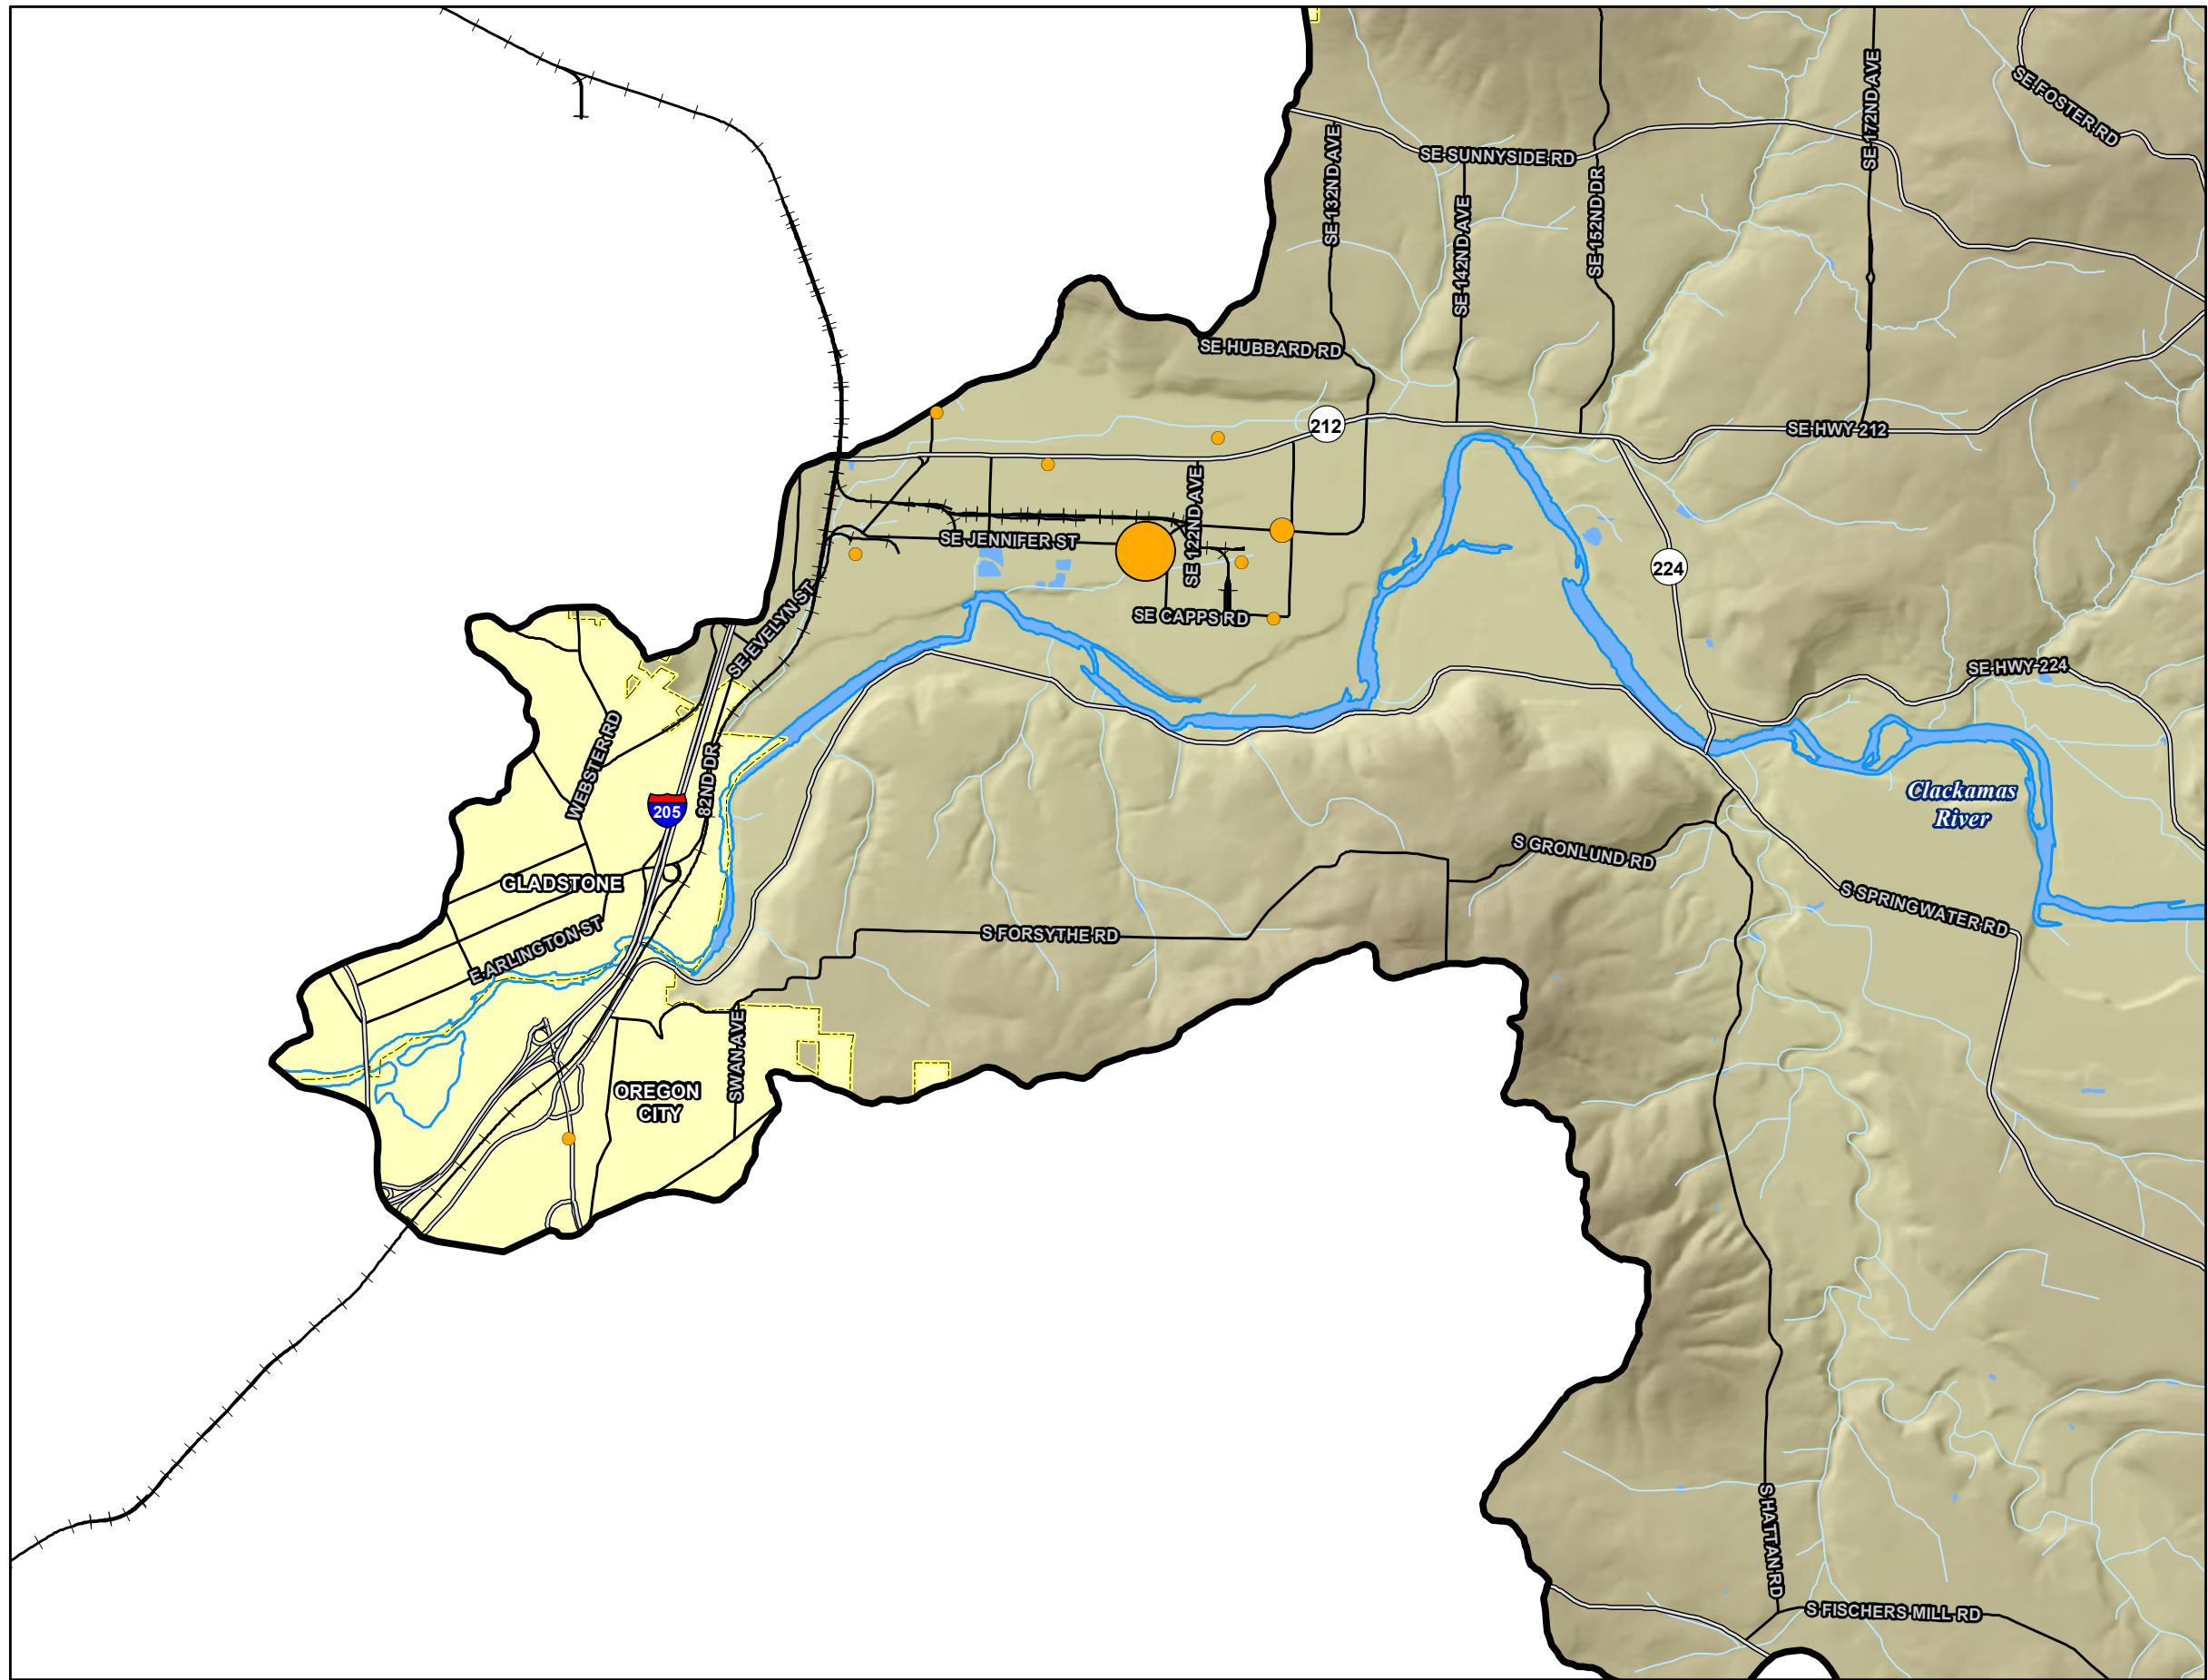 SE FOSTER RD
SE 172ND AVE
SE SUNNYSIDE RD
SE 132ND AVE
SE 142ND AVE
SE 152ND DR
SE HUBBARD RD
212
SE HWY 212
SE 122ND AVE
SE JENNIFER ST
224
SE CAPPS RD
SE EVELYN ST
SE HWY 224
WEBSTER RD
82ND DR
205
Clackamas
River
S GRONLUND RD
GLADSTONE
S SPRINGWATER RD
E ARLINGTON ST
S FORSYTHE RD
SWAN AVE
OREGON
CITY
S HATTAN RD
S FISCHERS MILL RD